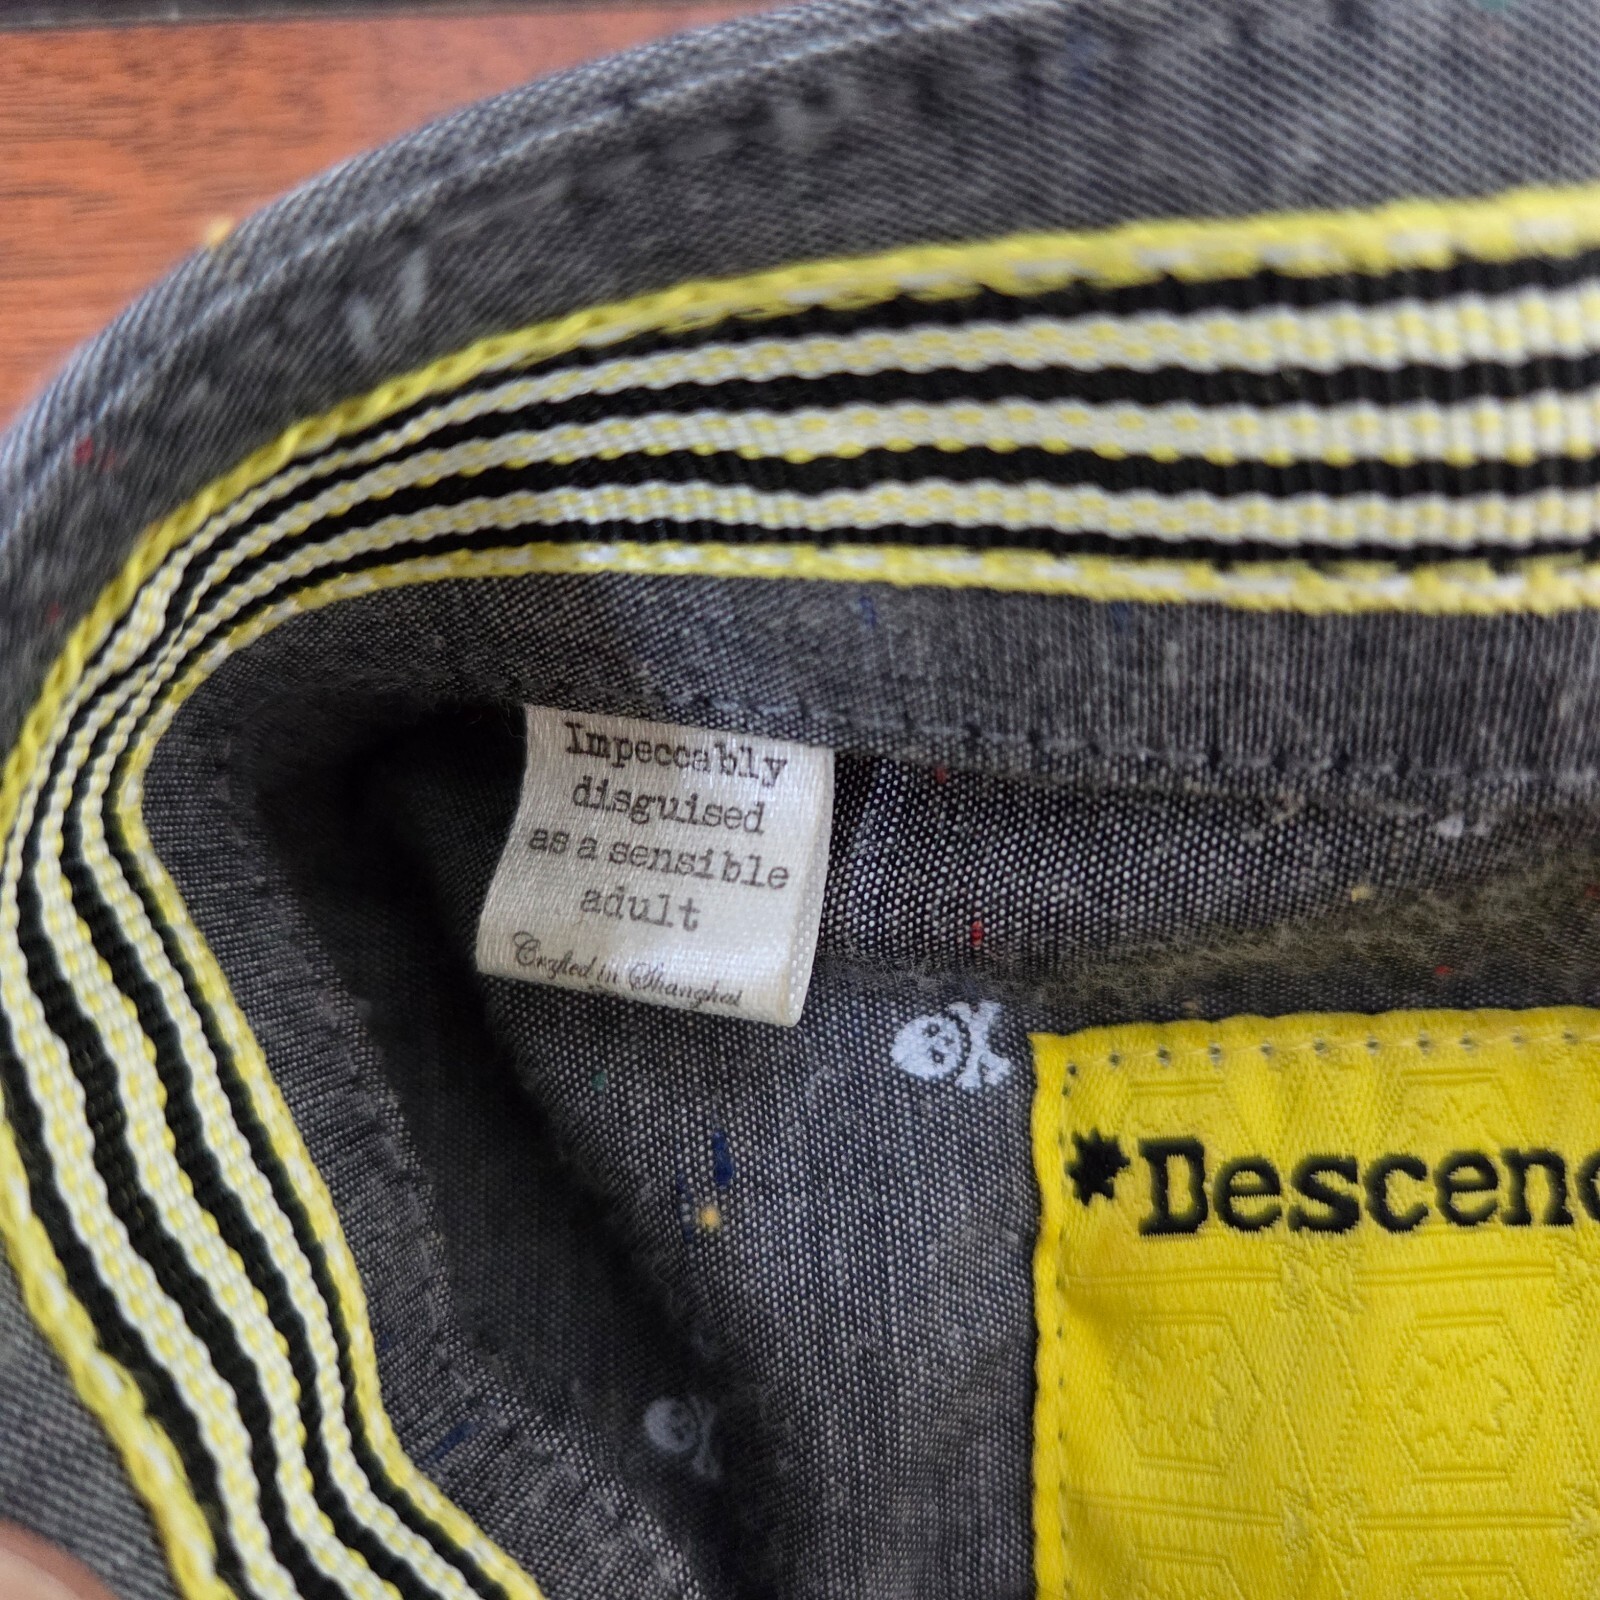 Impeccably
disguised
as a sensible
adult
Crafted in Shanghai
*Descend